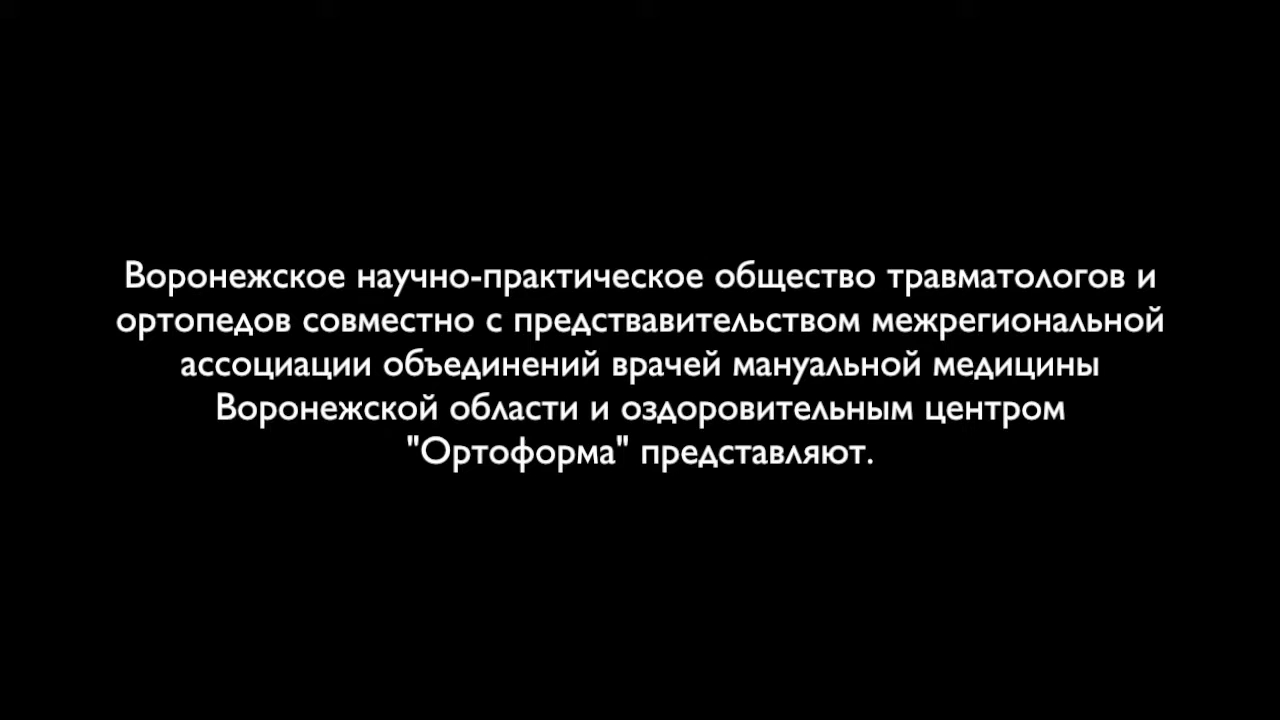 Воронежское научно-практическое общество травматологов и
ортопедов совместно с предствавительством межрегиональной
ассоциации объединений врачей мануальной медицины
Воронежской области и оздоровительным центром
"Ортоформа" представляют.